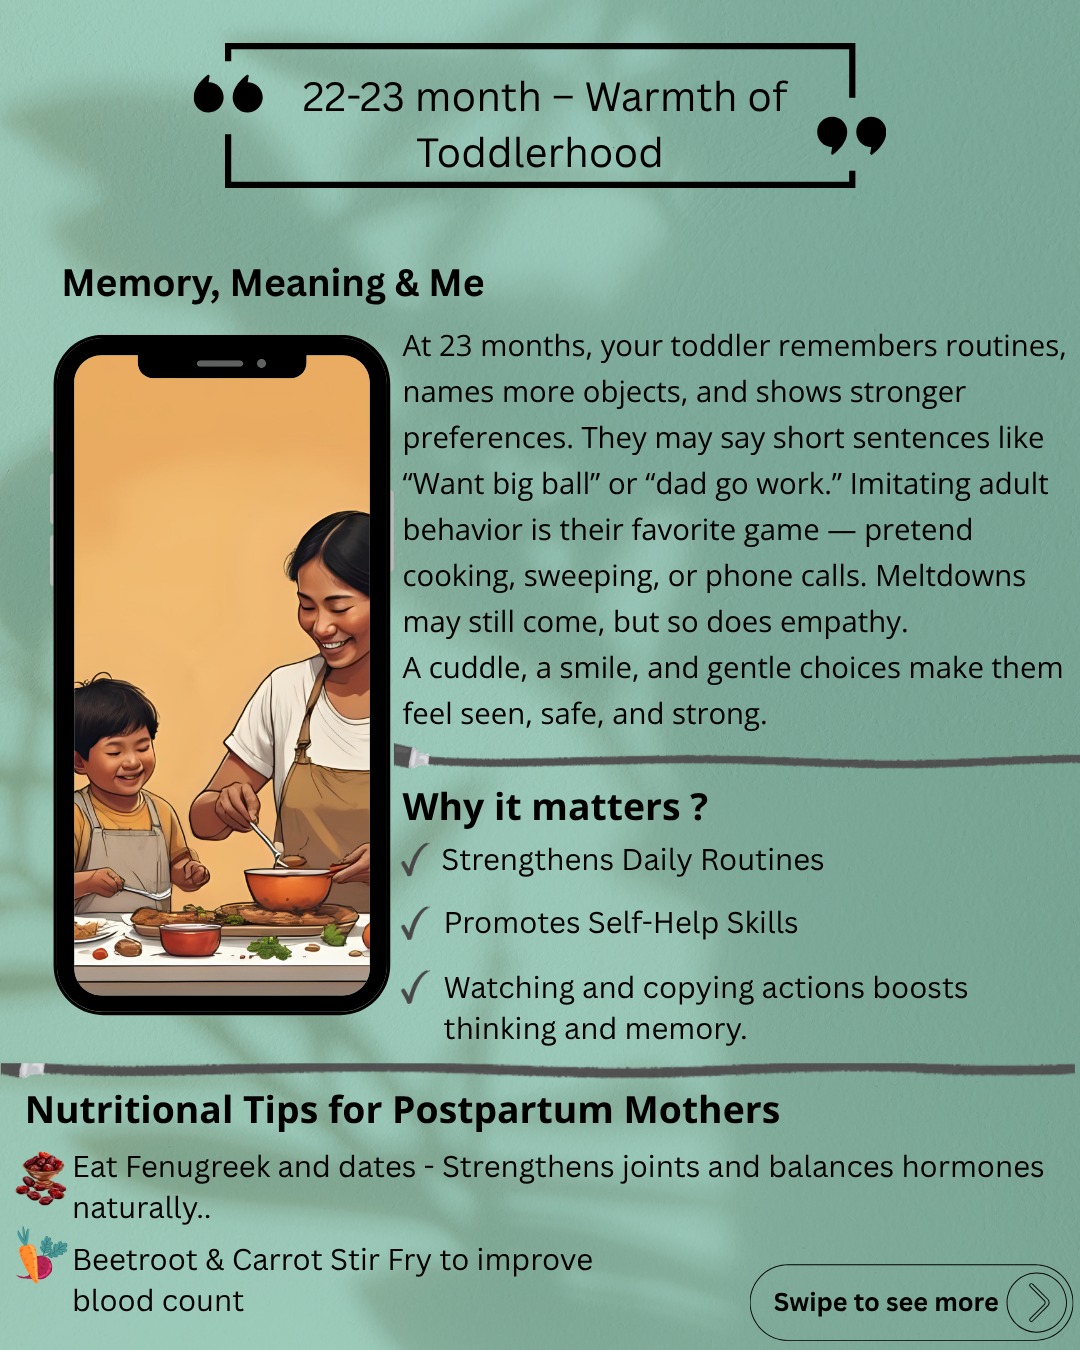 22-23 month – Warmth of
Toddlerhood
Memory, Meaning & Me
At 23 months, your toddler remembers routines,
names more objects, and shows stronger
preferences. They may say short sentences like
“Want big ball” or “dad go work.” Imitating adult
behavior is their favorite game — pretend
cooking, sweeping, or phone calls. Meltdowns
may still come, but so does empathy.
A cuddle, a smile, and gentle choices make them
feel seen, safe, and strong.
Why it matters ?
Strengthens Daily Routines
Promotes Self-Help Skills
Watching and copying actions boosts
thinking and memory.
Nutritional Tips for Postpartum Mothers
Eat Fenugreek and dates - Strengthens joints and balances hormones
naturally..
Beetroot & Carrot Stir Fry to improve
blood count
Swipe to see more